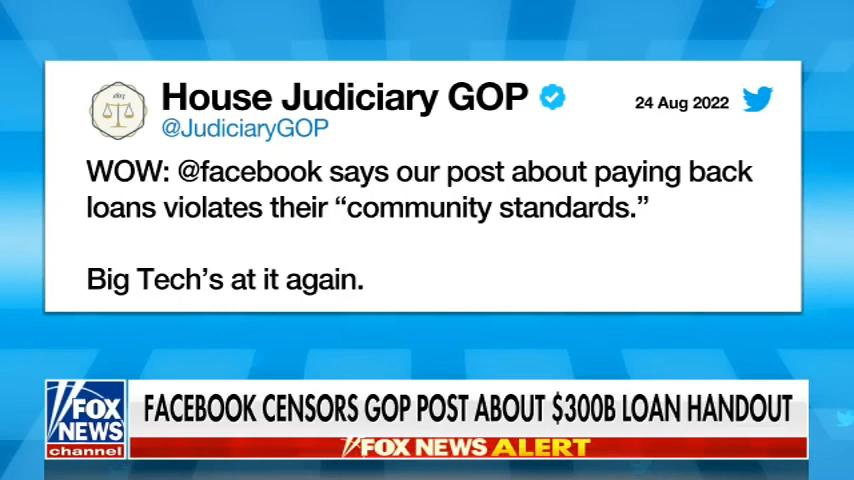 House Judiciary GOP
24 Aug 2022
@JudiciaryGOP
WOW: @facebook says our post about paying back
loans violates their “community standards.”
Big Tech’s at it again.
FOX
NEWS
channel
FACEBOOK CENSORS GOP POST ABOUT $300B LOAN HANDOUT
FOX NEWS ALERT